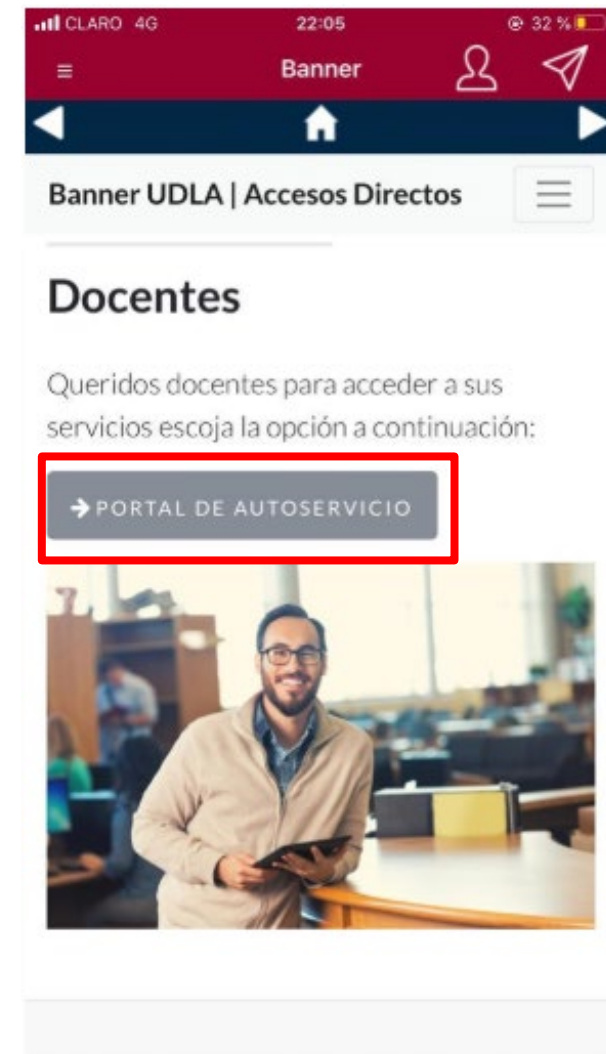 CLARO 4G 22:05 32 %
Banner
Banner UDLA | Accesos Directos
Docentes
Queridos docentes para acceder a sus
servicios escoja la opción a continuación:
PORTAL DE AUTOSERVICIO